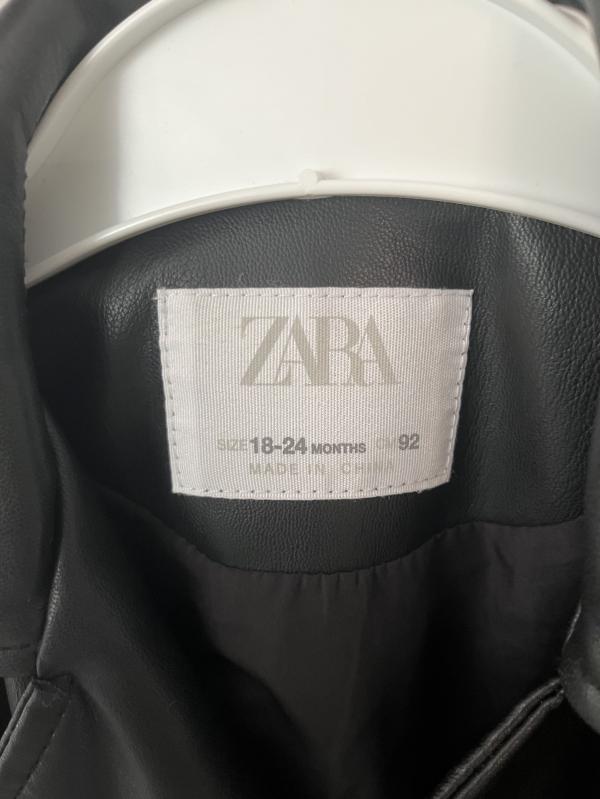 ZARA
SIZE 18-24 MONTHS CM 92
MADE IN CHINA